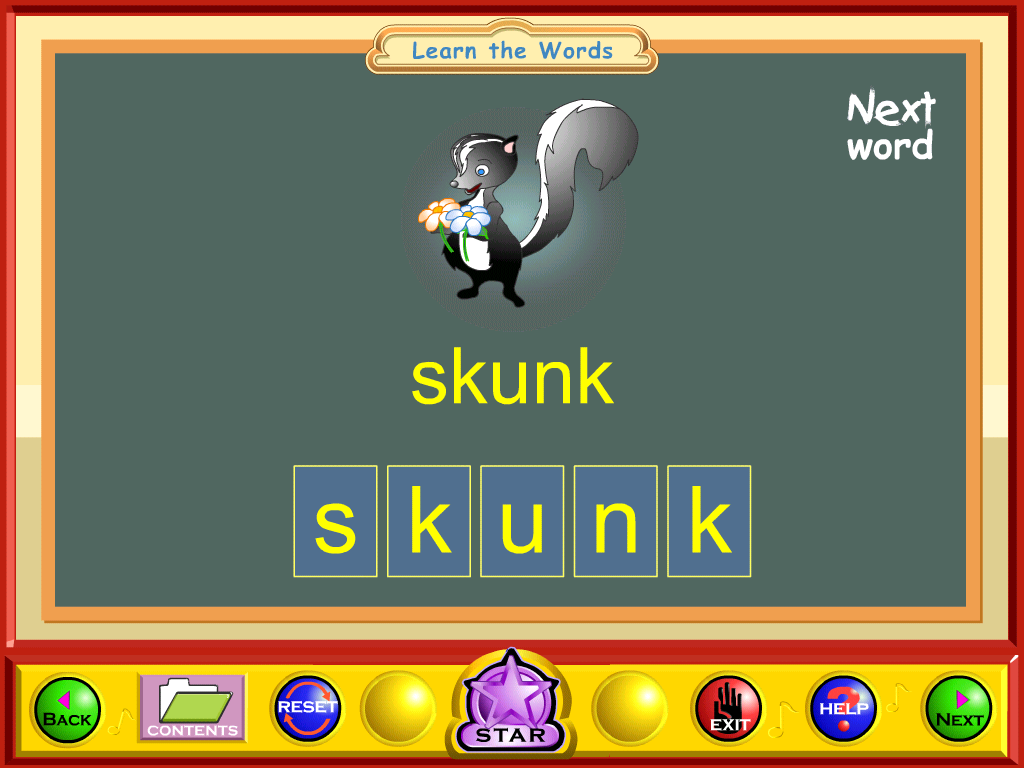 Learn the Words
Next
word
skunk
s k u n k
BACK
CONTENTS
RESET
STAR
EXIT
HELP
NEXT